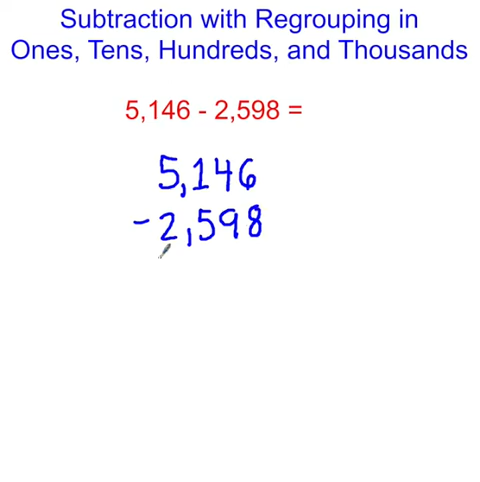 Subtraction with Regrouping in
Ones, Tens, Hundreds, and Thousands
5,146 - 2,598 =
5,146
- 2,598